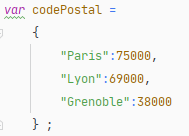 var codePostal =
{
"Paris":75000,
"Lyon":69000,
"Grenoble":38000
} ;